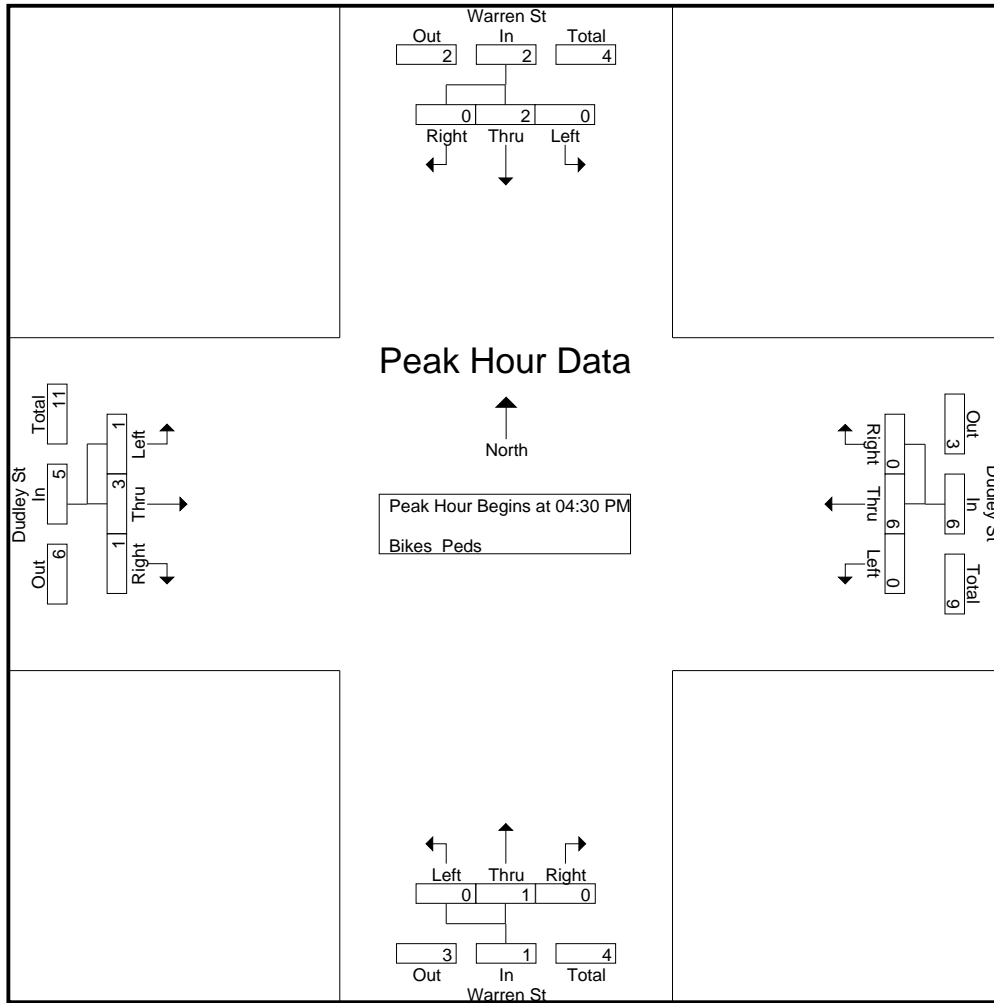 Warren St
Out In Total
2 2 4
0 2 0
Right Thru Left
Peak Hour Data
North
Peak Hour Begins at 04:30 PM
Bikes Peds
Dudley St
Total In Out
11 5 6
1 3 1
Left Thru Right
Dudley St
Out In Total
3 6 9
0 6 0
Right Thru Left
Left Thru Right
0 1 0
3 1 4
Out In Total
Warren St